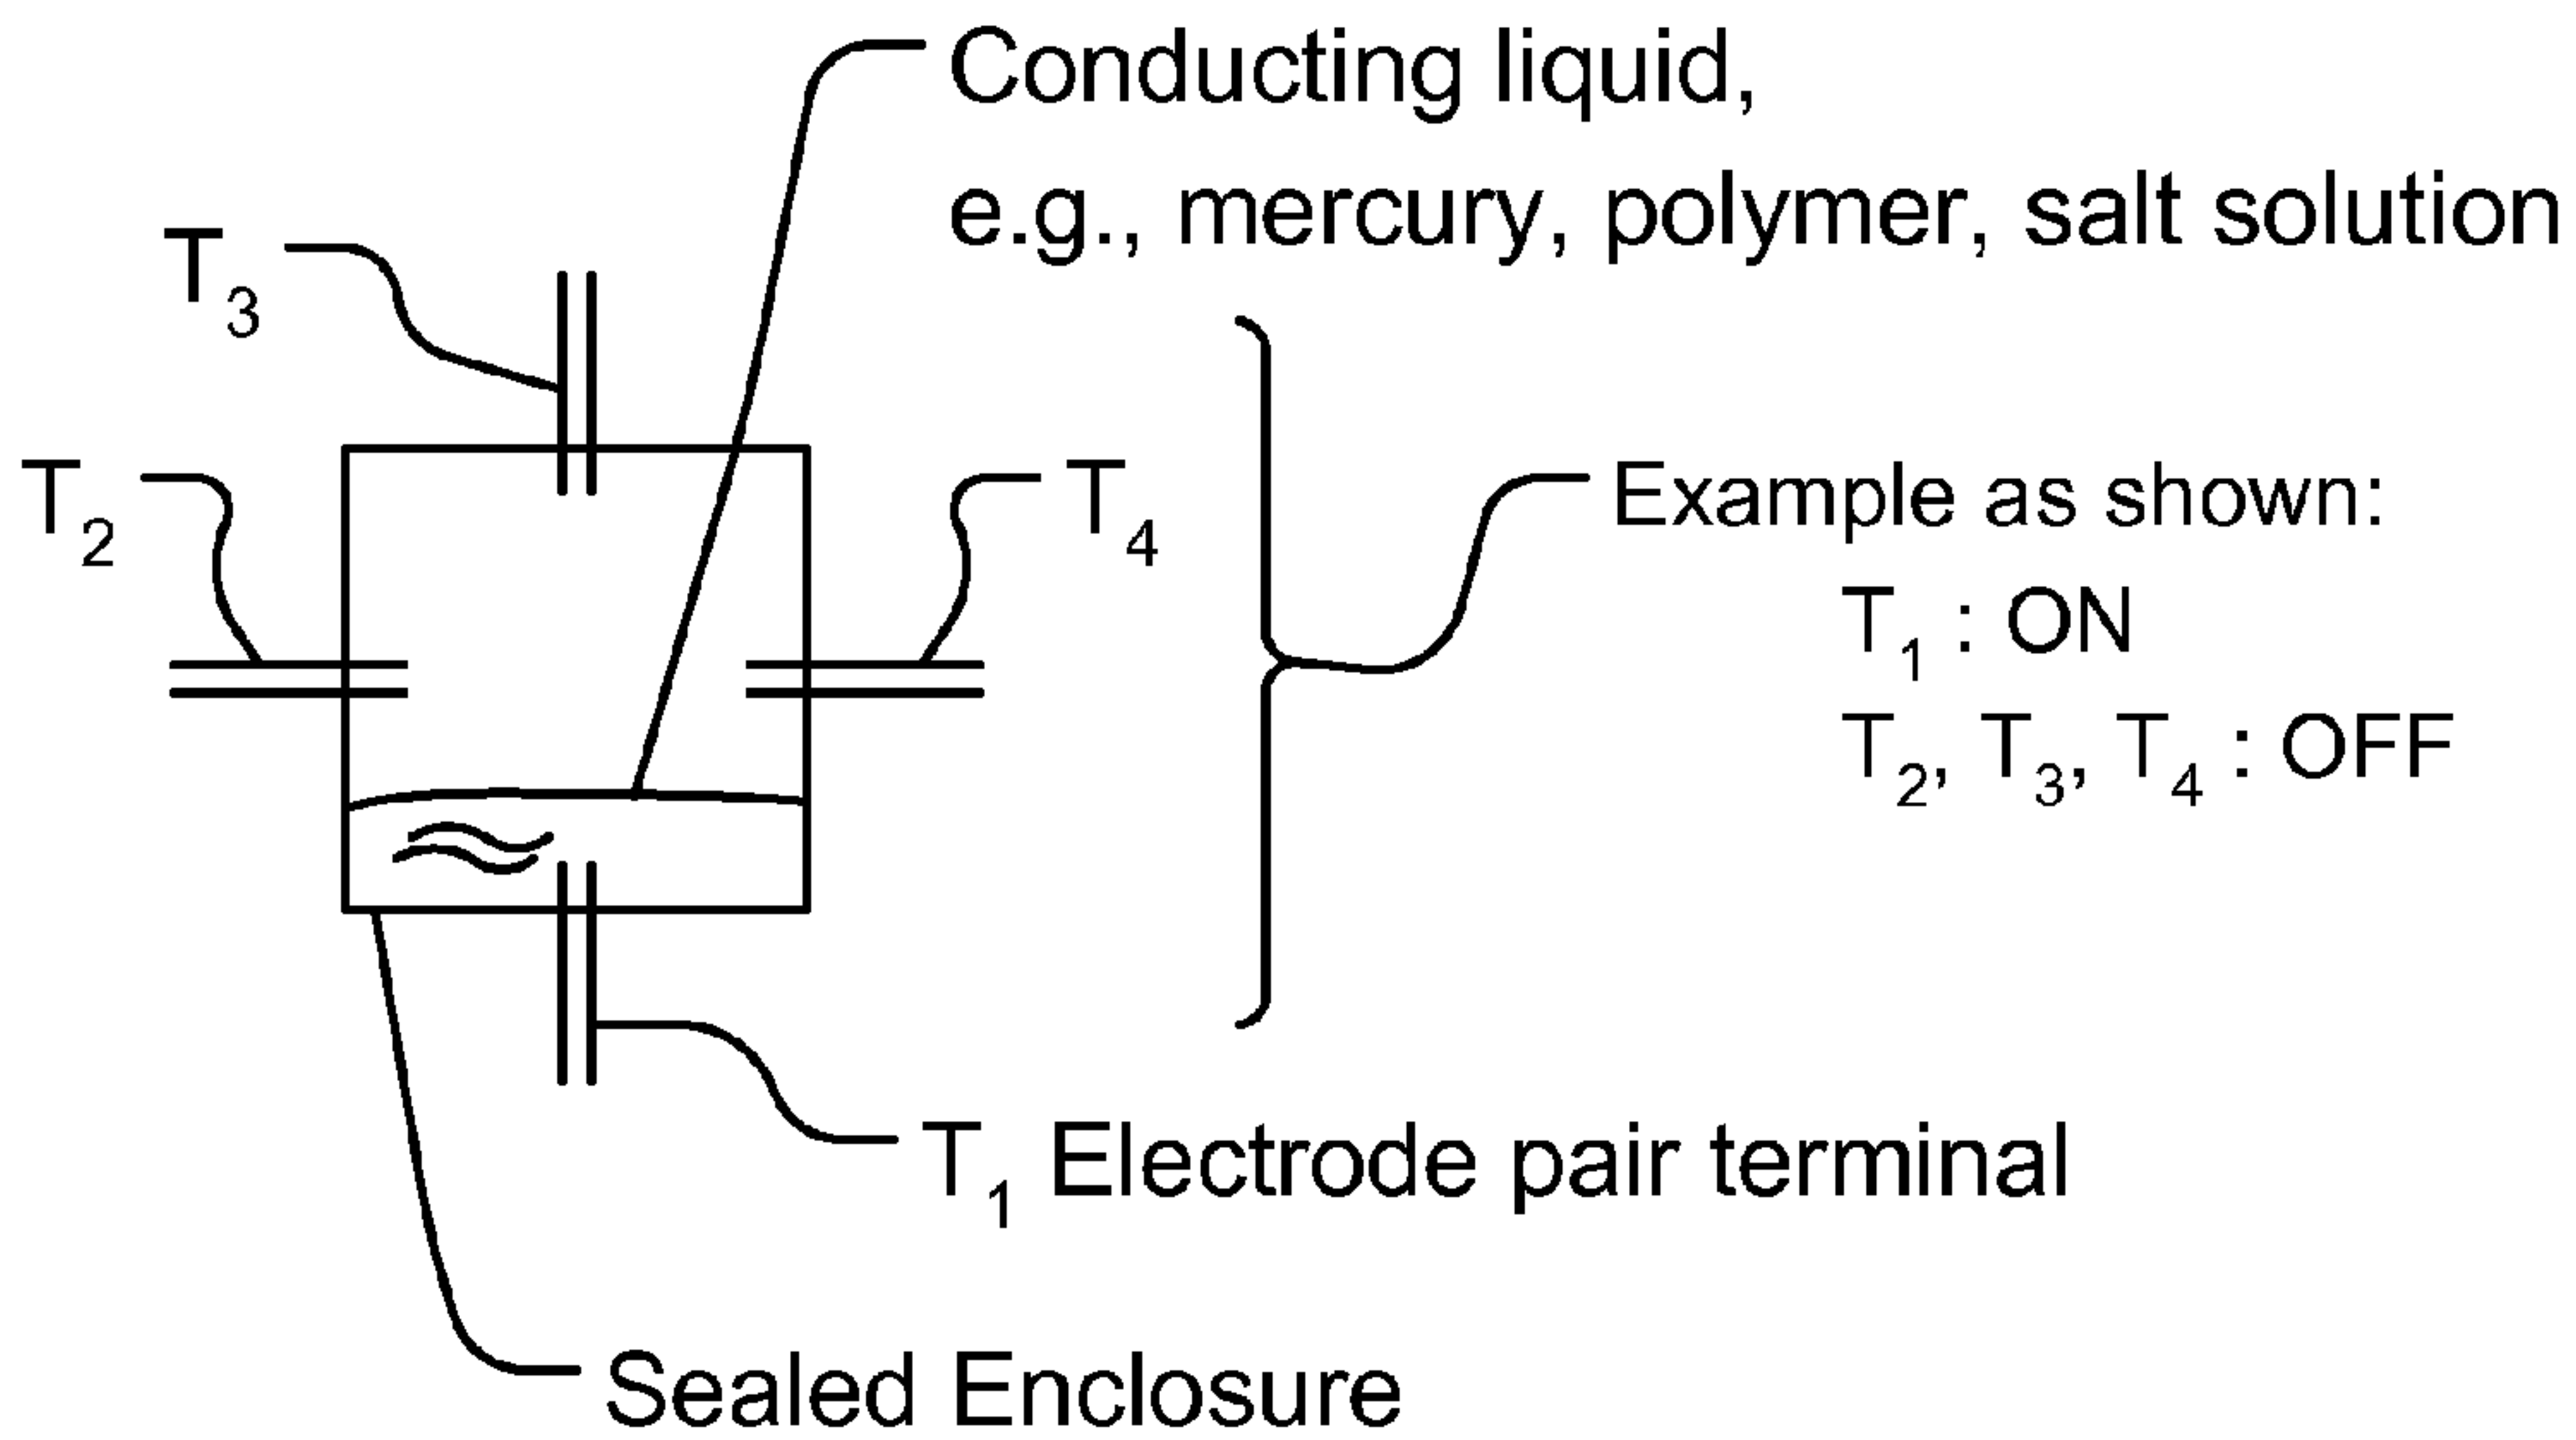 Conducting liquid,
e.g., mercury, polymer, salt solution
T3
T2
T4
Example as shown:
T1 : ON
T2, T3, T4 : OFF
T1 Electrode pair terminal
Sealed Enclosure